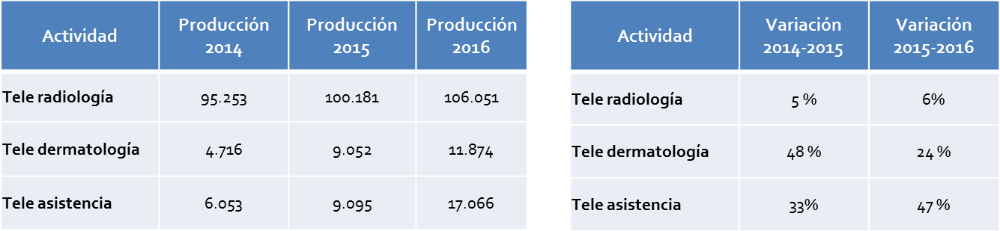 Actividad Producción 2014 Producción 2015 Producción 2016
Tele radiología 95.253 100.181 106.051
Tele dermatología 4.716 9.052 11.874
Tele asistencia 6.053 9.095 17.066
Actividad Variación 2014-2015 Variación 2015-2016
Tele radiología 5 % 6%
Tele dermatología 48 % 24 %
Tele asistencia 33% 47 %